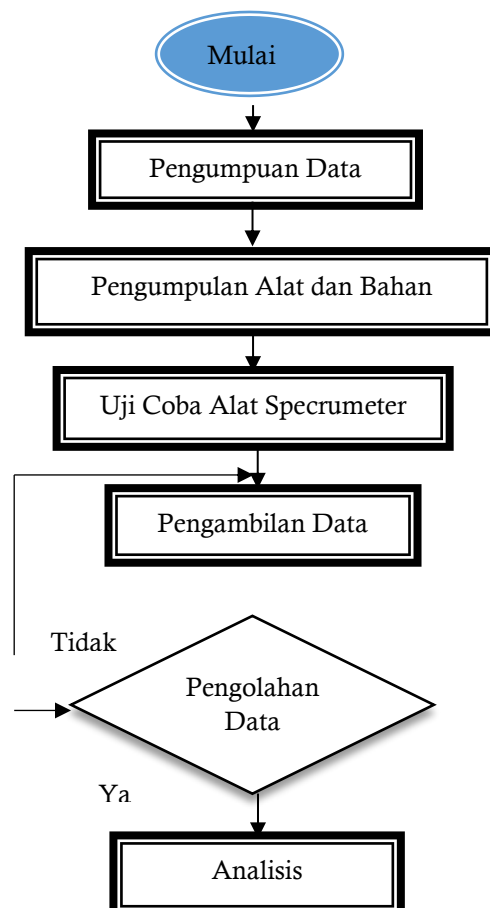 Mulai
Pengumpuan Data
Pengumpulan Alat dan Bahan
Uji Coba Alat Specrumeter
Pengambilan Data
Tidak
Pengolahan
Data
Ya
Analisis